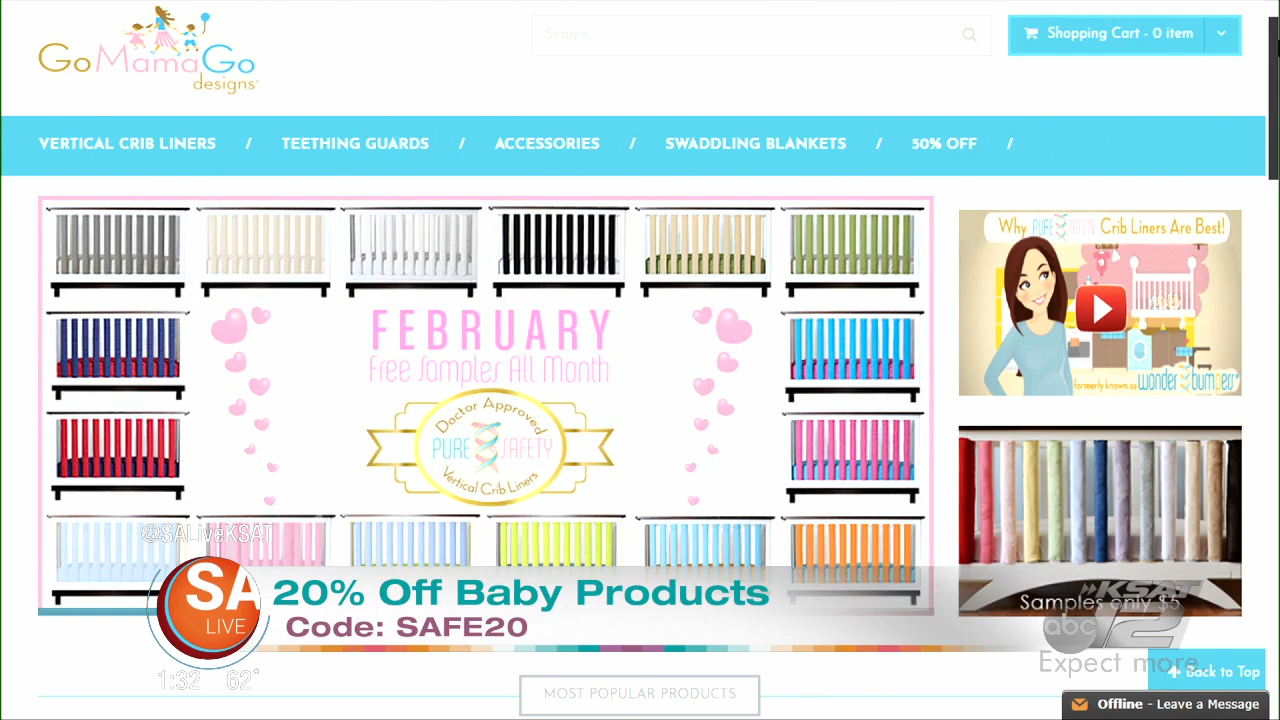 GoMamaGo
designs
Search
Shopping Cart - 0 item
VERTICAL CRIB LINERS / TEETHING GUARDS / ACCESSORIES / SWADDLING BLANKETS / 50% OFF /
Why PURE SAFETY Crib Liners Are Best!
formerly known as wonder bumpers
FEBRUARY
Free Samples All Month
Doctor Approved
PURE SAFETY
Vertical Crib Liners
Samples only $5
@SALiveKSAT
SA
LIVE
20% Off Baby Products
Code: SAFE20
KSAT
abc 12
Expect more
1:32 62°
Back to Top
MOST POPULAR PRODUCTS
Offline - Leave a Message